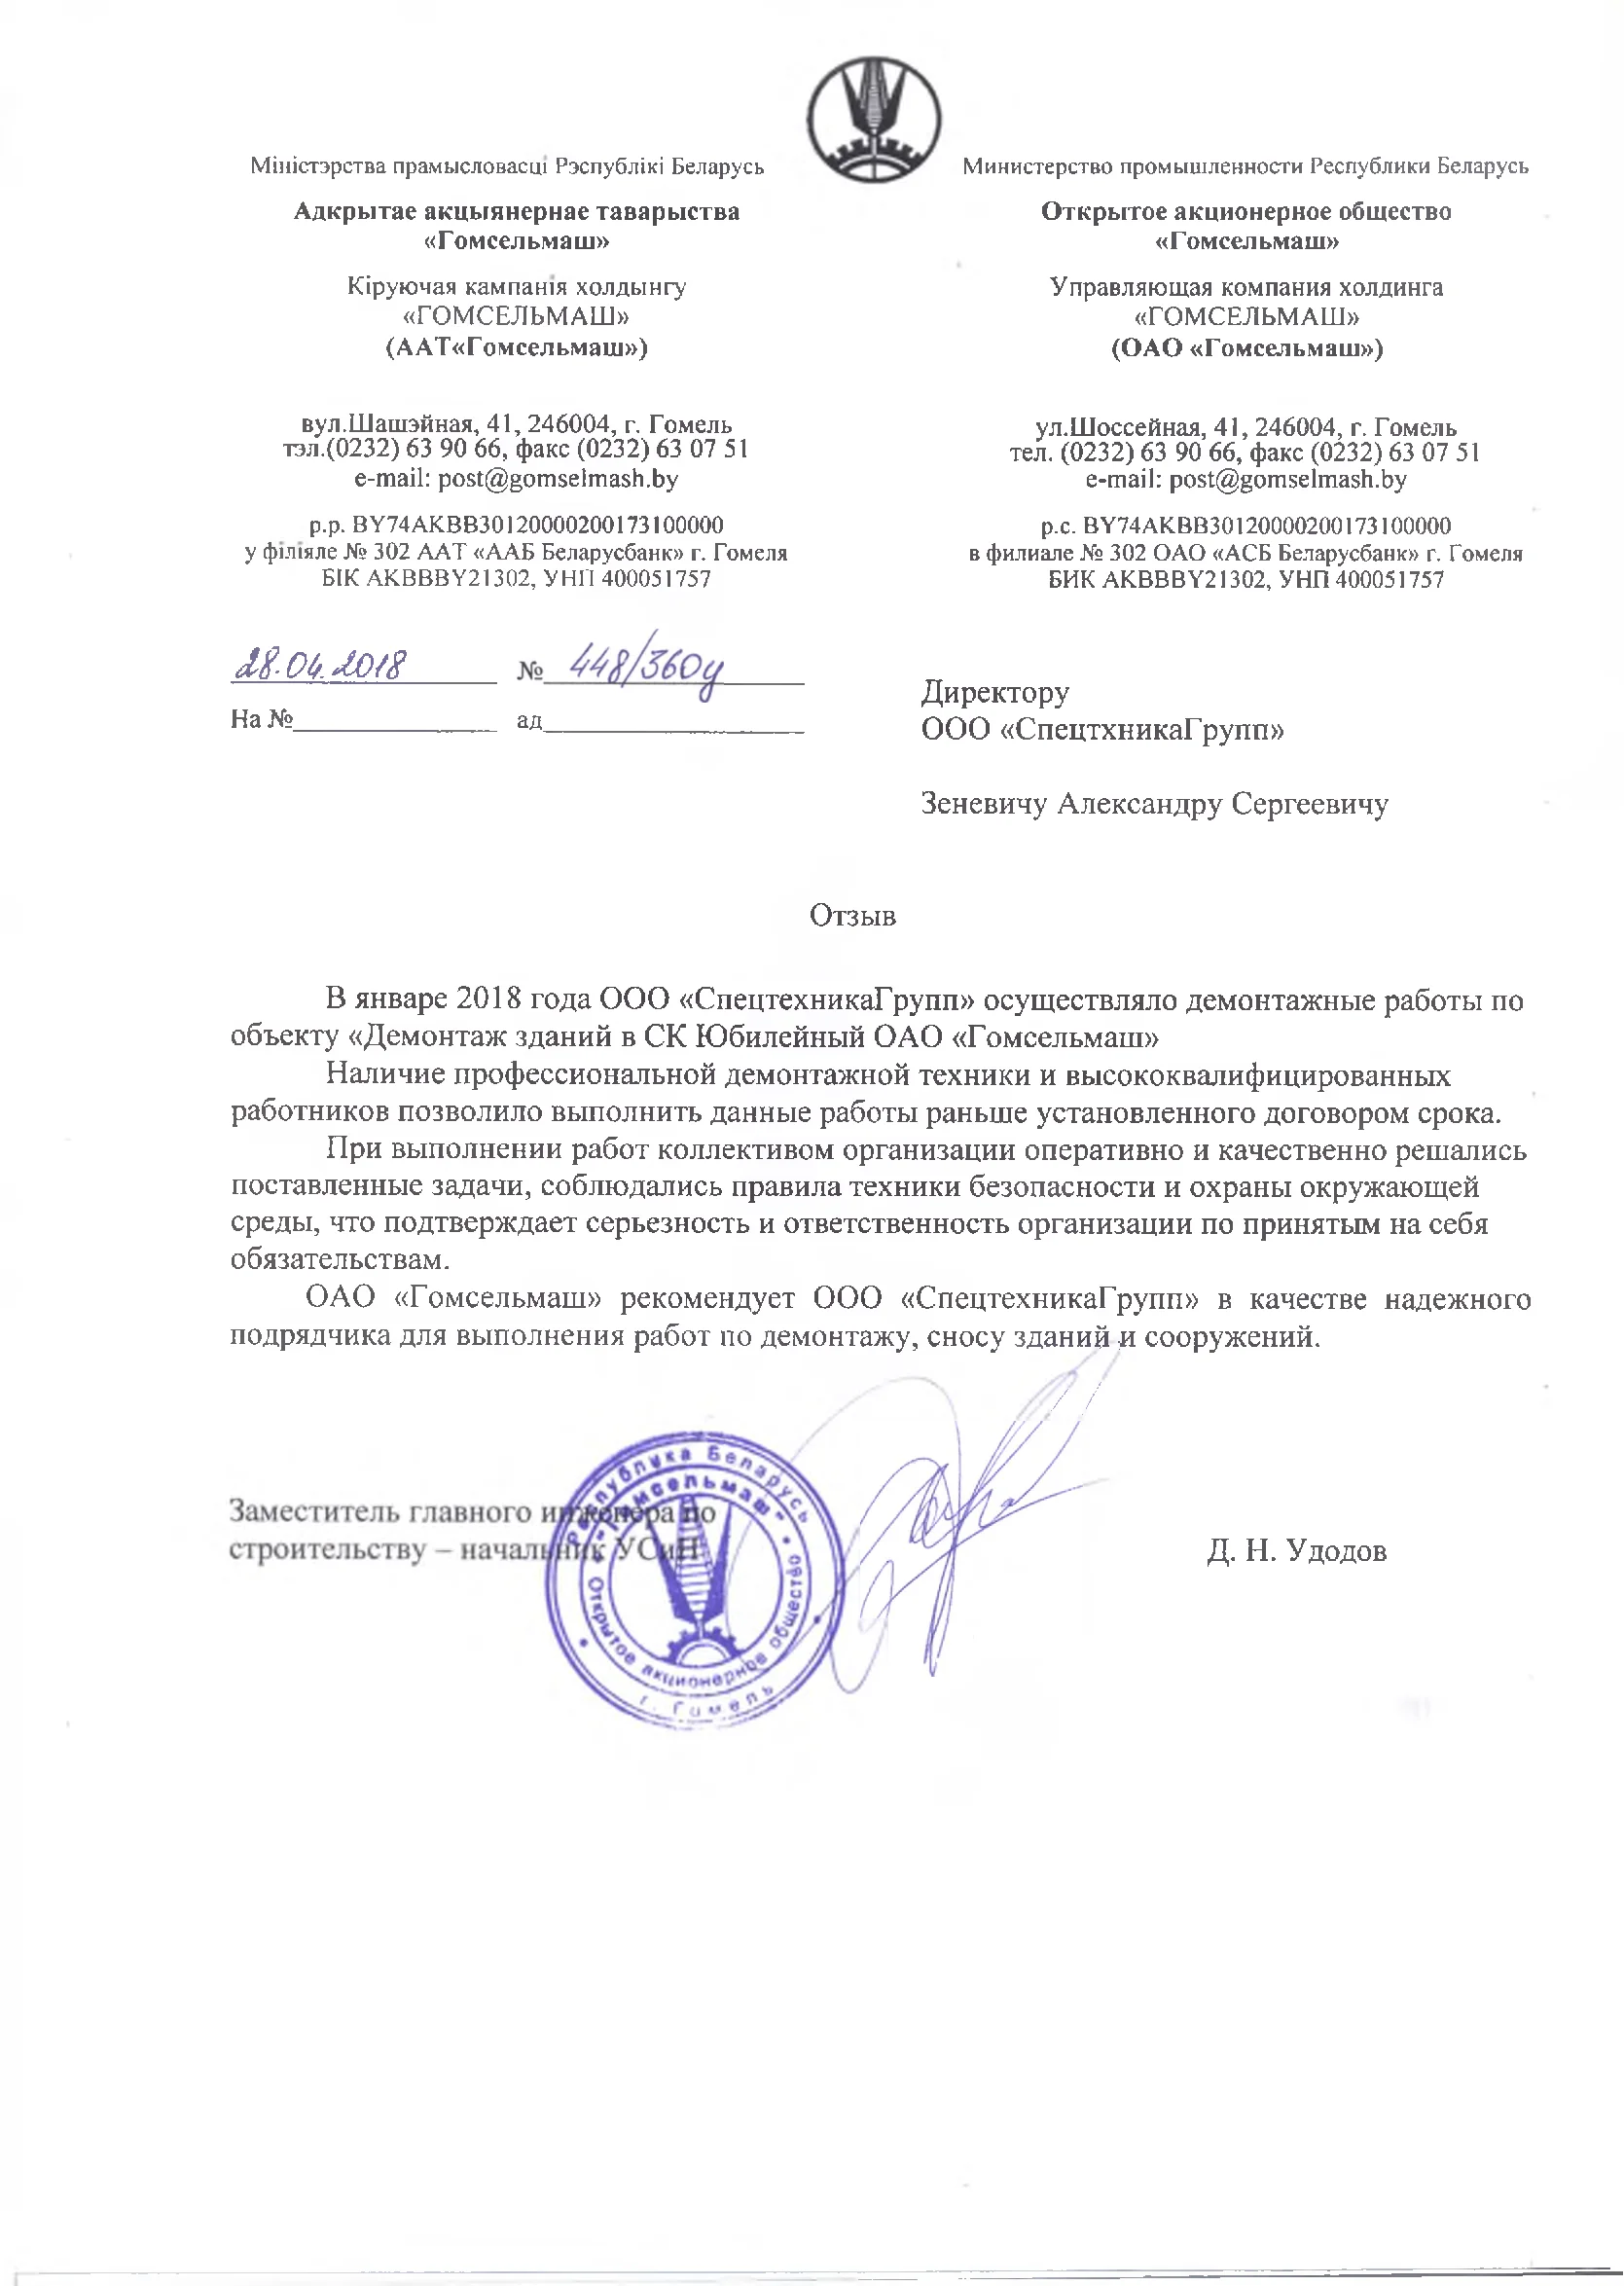 Міністэрства прамысловасці Рэспублікі Беларусь
Адкрытае акцыянернае таварыства
«Гомсельмаш»
Кіруючая кампанія холдынгу
«ГОМСЕЛЬМАШ»
(ААТ«Гомсельмаш»)
вул.Шашэйная, 41, 246004, г. Гомель
тэл.(0232) 63 90 66, факс (0232) 63 07 51
e-mail: post@gomselmash.by
р.р. BY74AKBB30120000200173100000
у філіяле № 302 ААТ «ААБ Беларусбанк» г. Гомеля
БІК AKBBBY21302, УНП 400051757
Министерство промышленности Республики Беларусь
Открытое акционерное общество
«Гомсельмаш»
Управляющая компания холдинга
«ГОМСЕЛЬМАШ»
(ОАО «Гомсельмаш»)
ул.Шоссейная, 41, 246004, г. Гомель
тел. (0232) 63 90 66, факс (0232) 63 07 51
e-mail: post@gomselmash.by
р.с. BY74AKBB30120000200173100000
в филиале № 302 ОАО «АСБ Беларусбанк» г. Гомеля
БИК AKBBBY21302, УНП 400051757
28.04.2018 № 448/360у
На № ад
Директору
ООО «СпецтхникаГрупп»
Зеневичу Александру Сергеевичу
Отзыв
В январе 2018 года ООО «СпецтехникаГрупп» осуществляло демонтажные работы по
объекту «Демонтаж зданий в СК Юбилейный ОАО «Гомсельмаш»
Наличие профессиональной демонтажной техники и высококвалифицированных
работников позволило выполнить данные работы раньше установленного договором срока.
При выполнении работ коллективом организации оперативно и качественно решались
поставленные задачи, соблюдались правила техники безопасности и охраны окружающей
среды, что подтверждает серьезность и ответственность организации по принятым на себя
обязательствам.
ОАО «Гомсельмаш» рекомендует ООО «СпецтехникаГрупп» в качестве надежного
подрядчика для выполнения работ по демонтажу, сносу зданий и сооружений.
Заместитель главного инженера по
строительству – начальник УСиН
Д. Н. Удодов
Республика Беларусь
"Гомсельмаш"
Открытое акционерное общество
г. Гомель